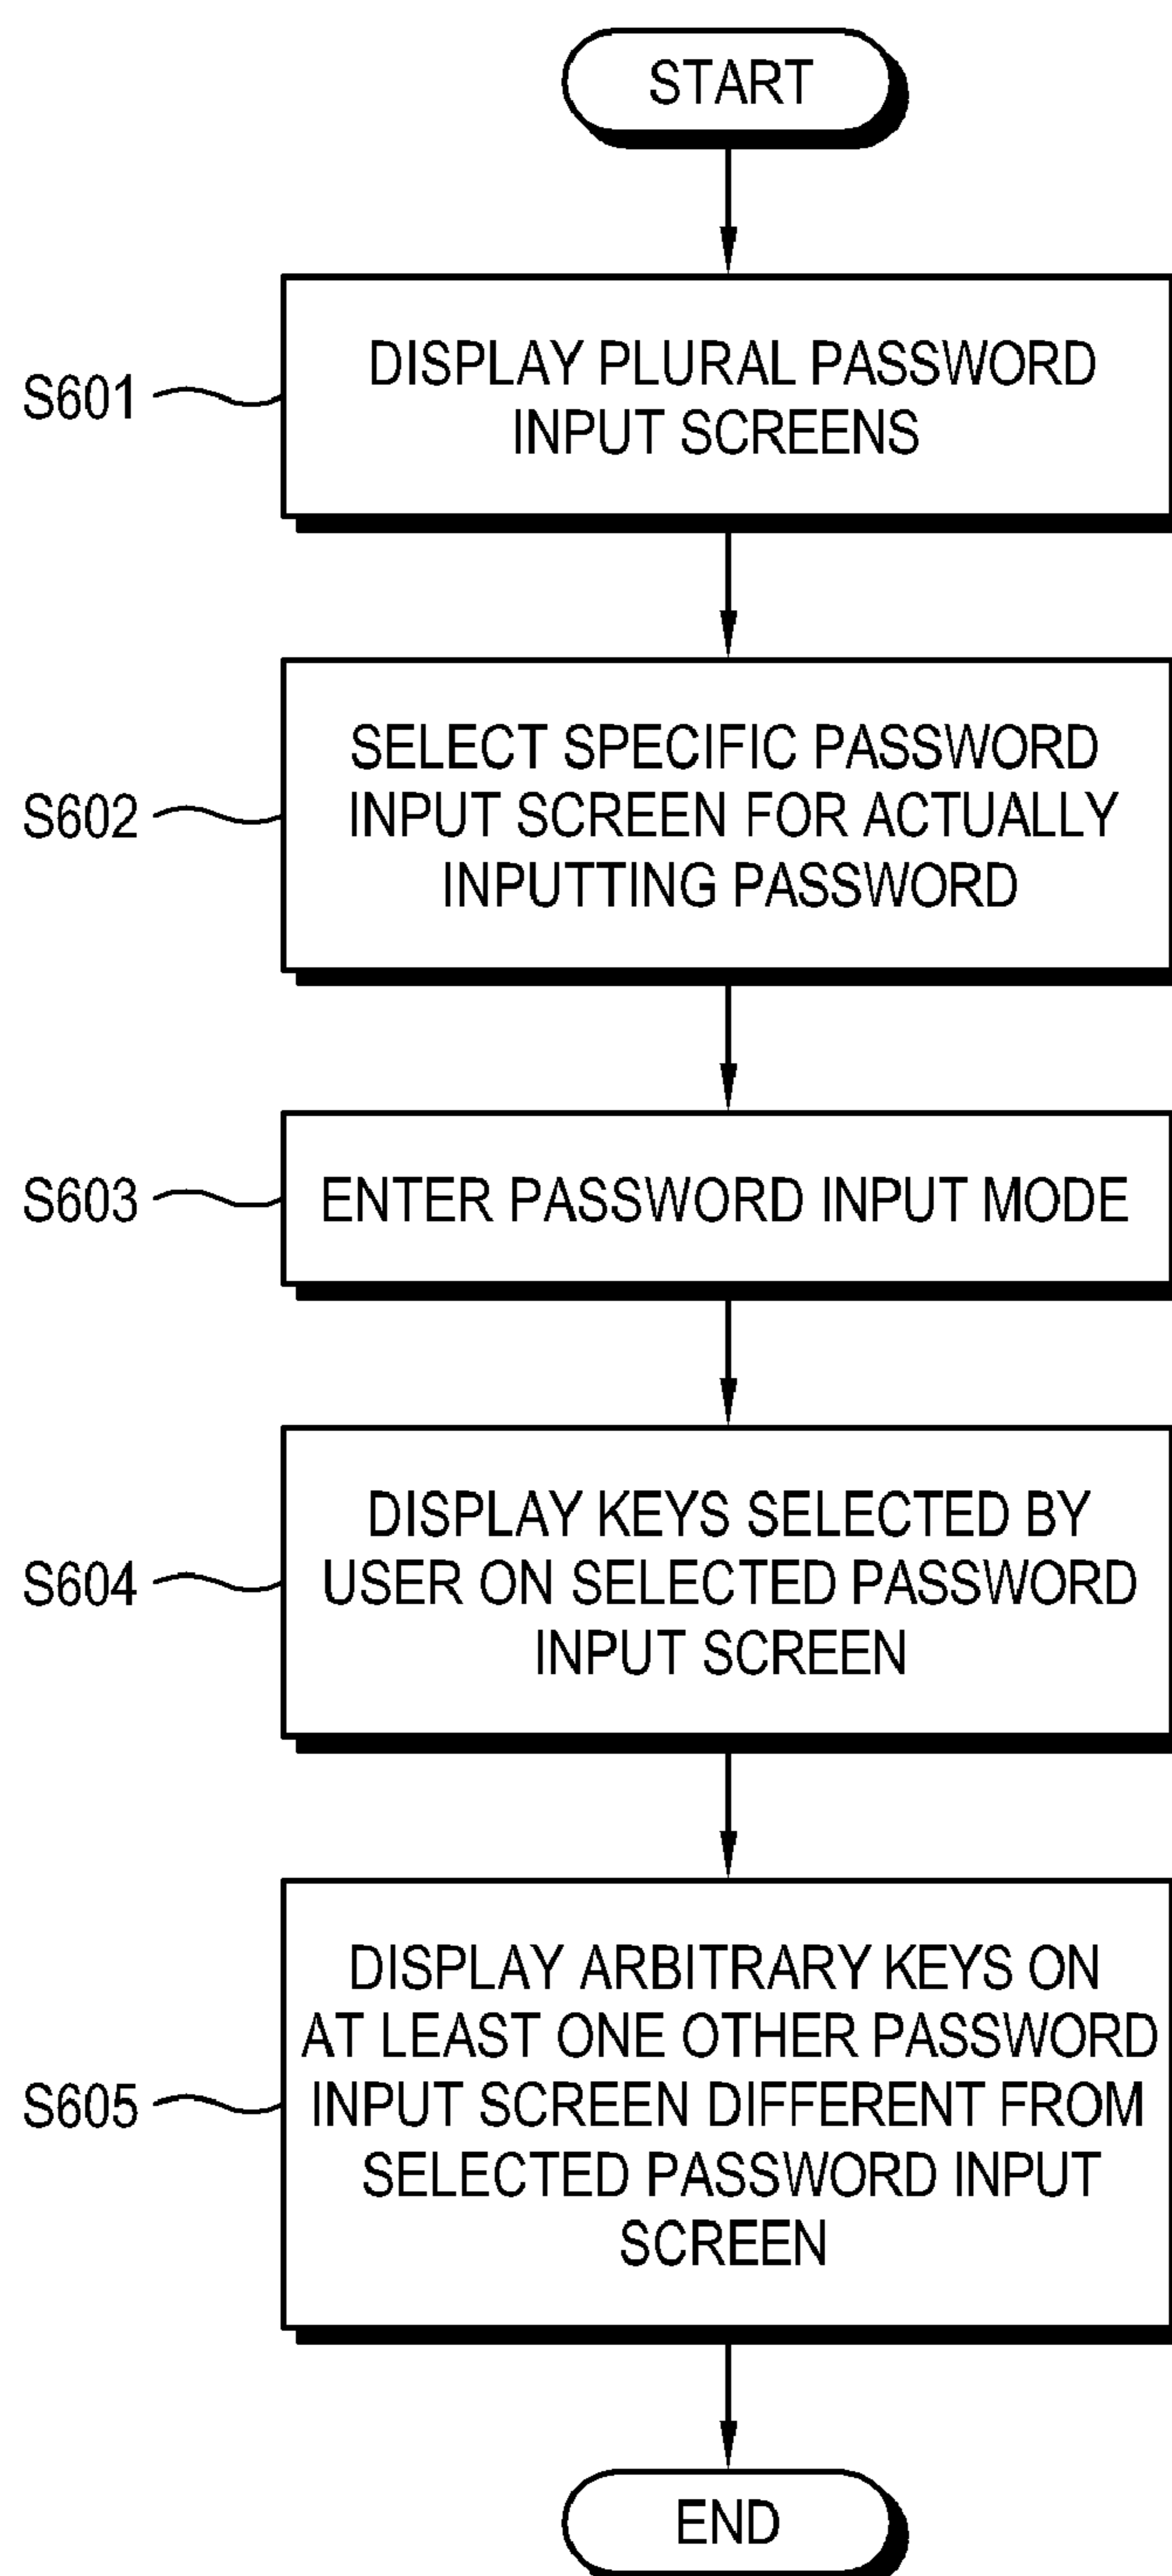 START
S601
DISPLAY PLURAL PASSWORD
INPUT SCREENS
S602
SELECT SPECIFIC PASSWORD
INPUT SCREEN FOR ACTUALLY
INPUTTING PASSWORD
S603
ENTER PASSWORD INPUT MODE
S604
DISPLAY KEYS SELECTED BY
USER ON SELECTED PASSWORD
INPUT SCREEN
S605
DISPLAY ARBITRARY KEYS ON
AT LEAST ONE OTHER PASSWORD
INPUT SCREEN DIFFERENT FROM
SELECTED PASSWORD INPUT
SCREEN
END